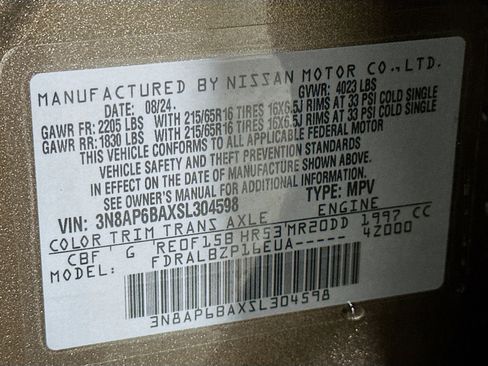 MANUFACTURED BY NISSAN MOTOR CO., LTD.
DATE: 08/24. GVWR: 4023 LBS
GAWR FR: 2205 LBS WITH 215/65R16 TIRES 16X6.5J RIMS AT 33 PSI COLD SINGLE
GAWR RR: 1830 LBS WITH 215/65R16 TIRES 16X6.5J RIMS AT 33 PSI COLD SINGLE
THIS VEHICLE CONFORMS TO ALL APPLICABLE FEDERAL MOTOR
VEHICLE SAFETY AND THEFT PREVENTION STANDARDS
IN EFFECT ON THE DATE OF MANUFACTURE SHOWN ABOVE.
SEE OWNER'S MANUAL FOR ADDITIONAL INFORMATION.
VIN: 3N8AP6BAXSL304598 TYPE: MPV
COLOR TRIM TRANS AXLE ENGINE
CBF G RE0F15B HR53 MR20DD 1997 CC
MODEL: FDRALBZP16EUA---- 4Z000
3N8AP6BAXSL304598